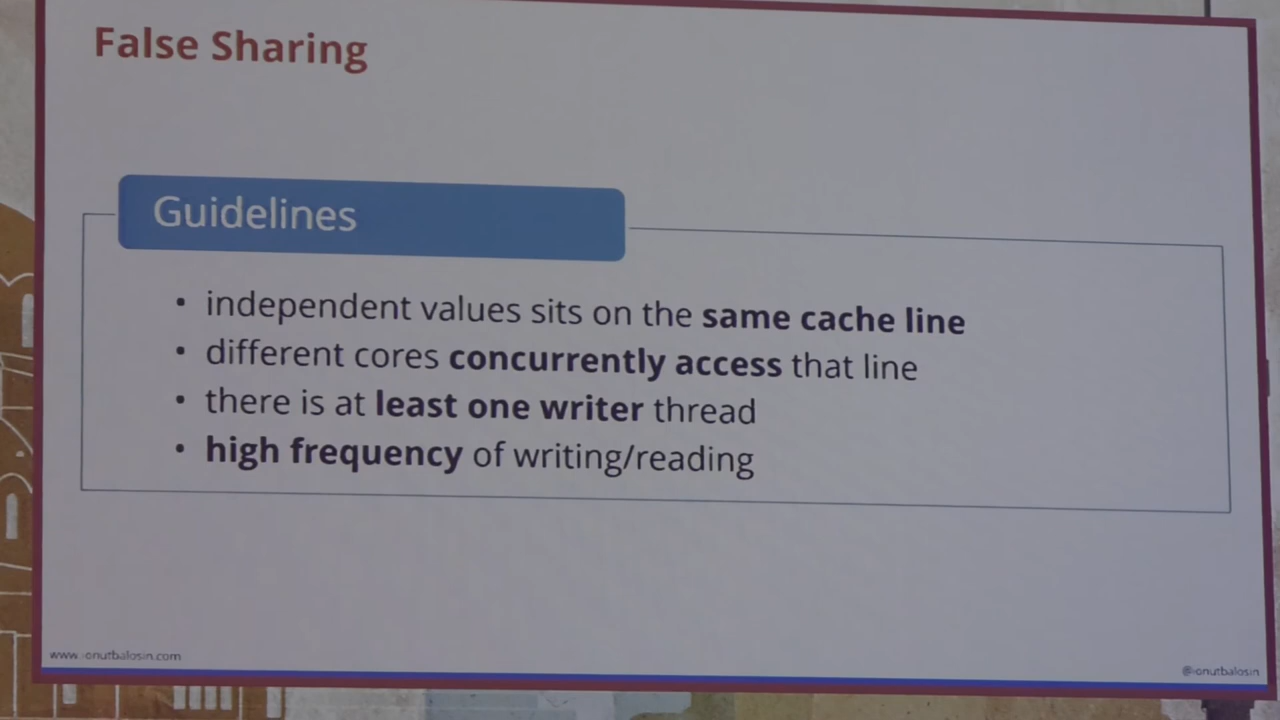 False Sharing
Guidelines
• independent values sits on the same cache line
• different cores concurrently access that line
• there is at least one writer thread
• high frequency of writing/reading
www.ionutbalosin.com
@ionutbalosin